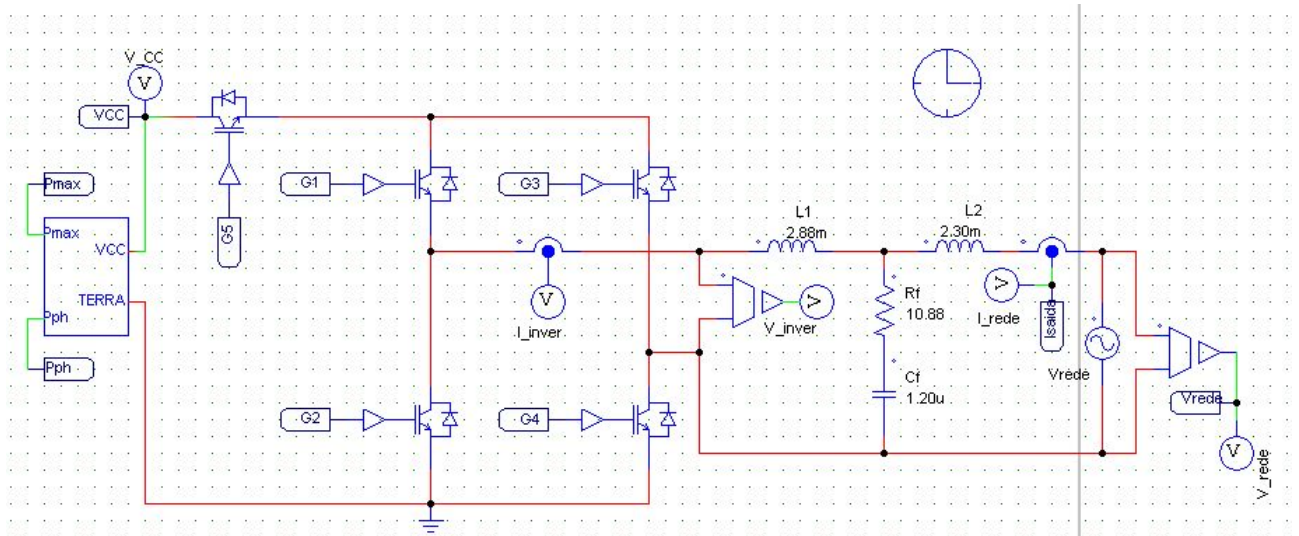 V_CC
V
VCC
G1
G3
Pmax
Pmax
VCC
G5
TERRA
Pph
Pph
V
I_inver
V
V_inver
L1
2.88m
L2
2.30m
Rf
10.88
Cf
1.20u
V
I_rede
Isaida
Vrede
Vrede
V
V_rede
G2
G4